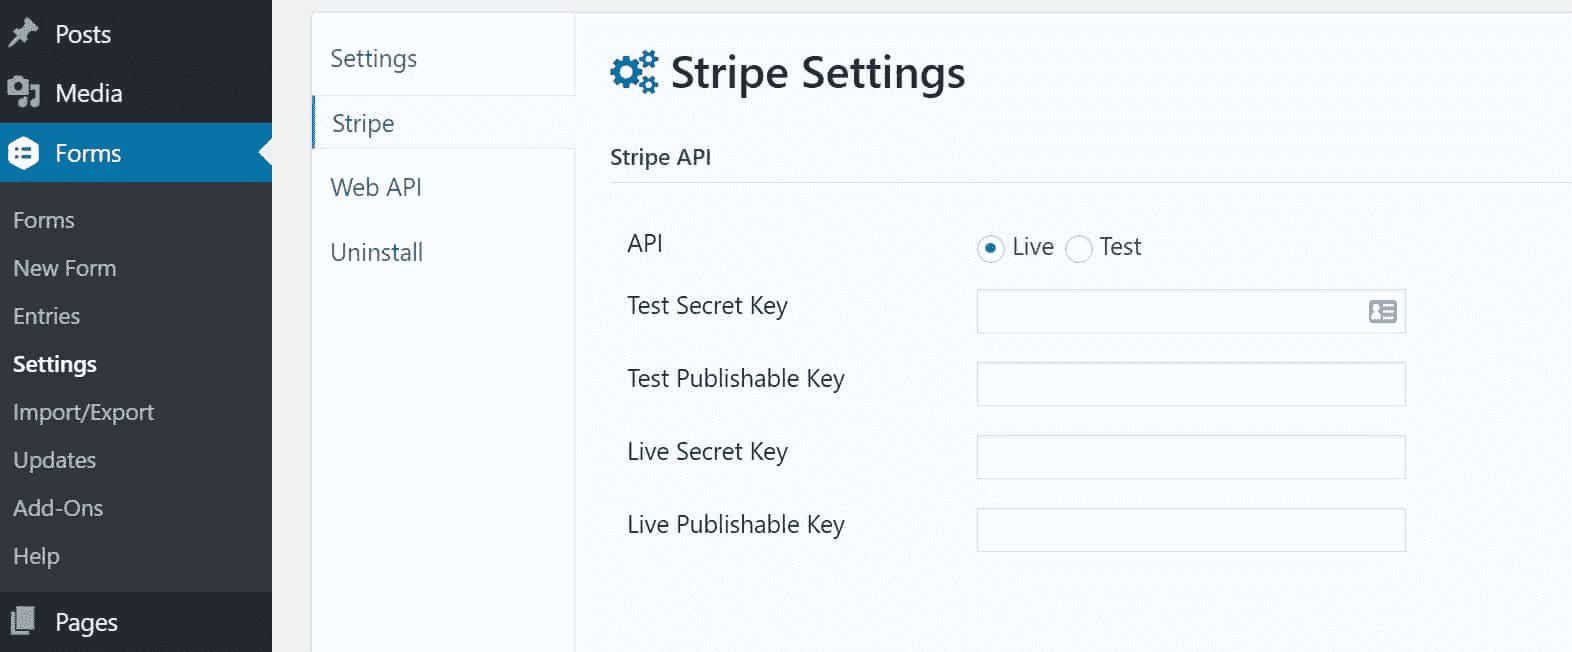 Posts
Media
Forms
Forms
New Form
Entries
Settings
Import/Export
Updates
Add-Ons
Help
Pages
Settings
Stripe
Web API
Uninstall
Stripe Settings
Stripe API
API Live Test
Test Secret Key
Test Publishable Key
Live Secret Key
Live Publishable Key